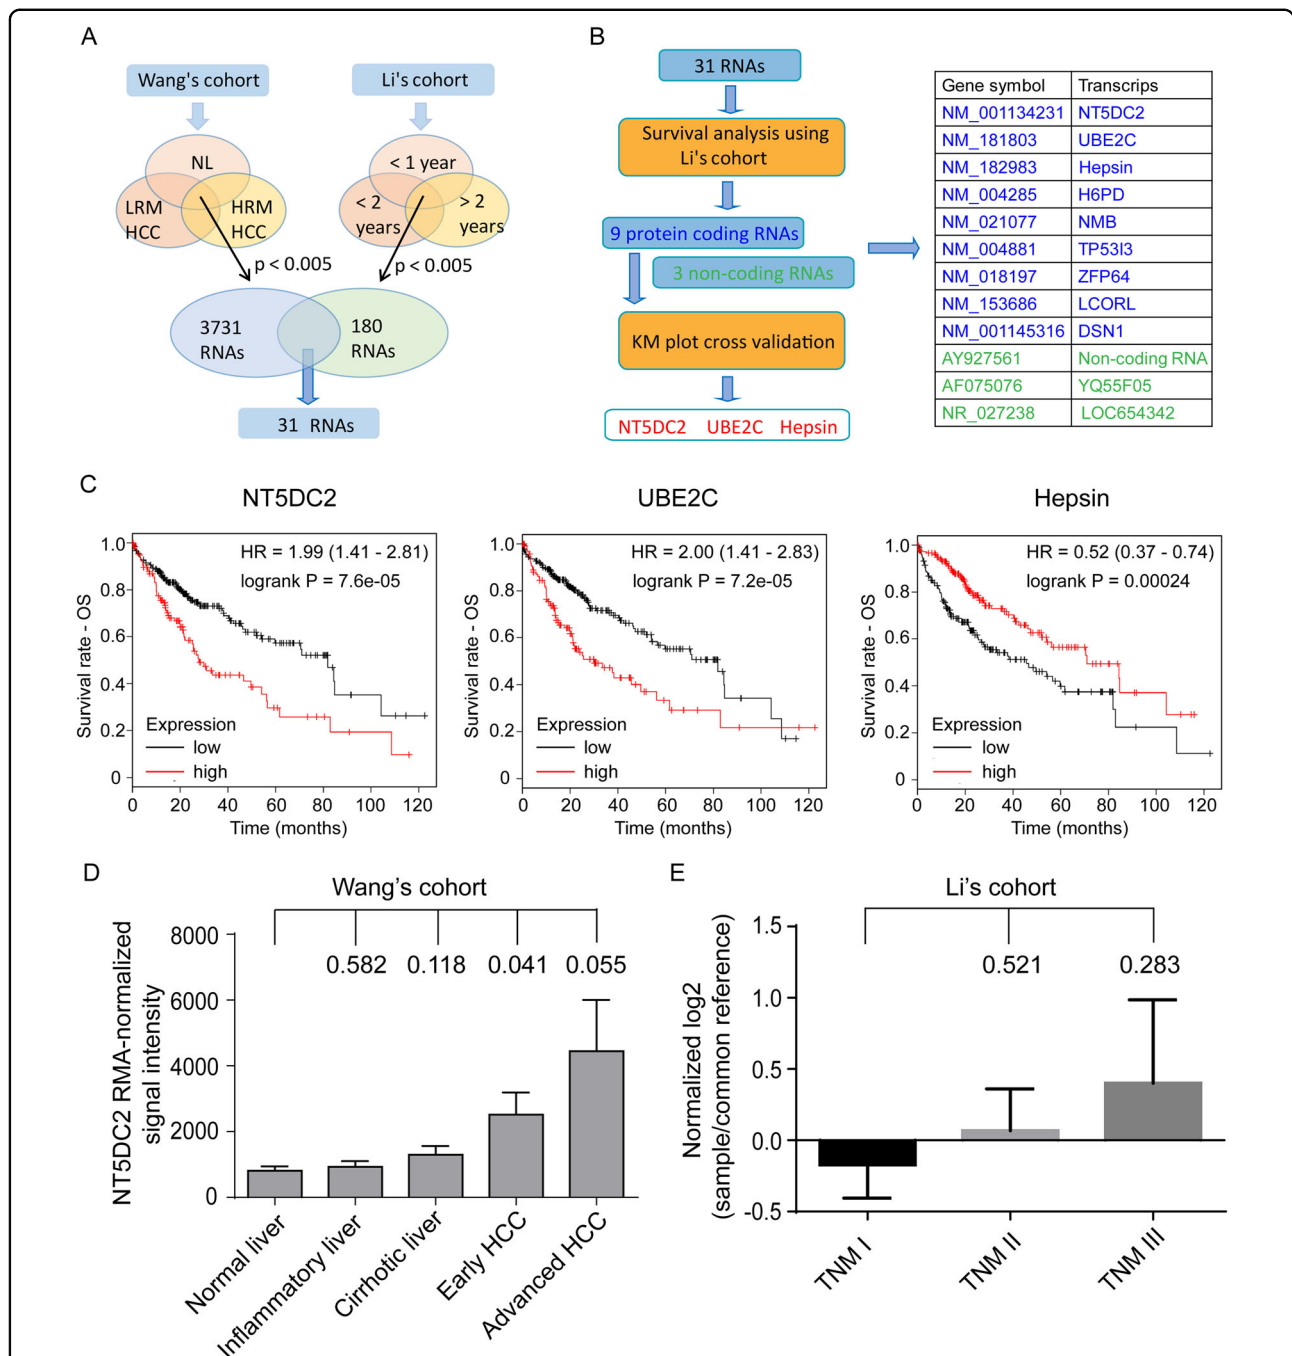 A
Wang's cohort
Li's cohort
NL
LRM
HCC
HRM
HCC
< 1 year
< 2
years
> 2
years
p < 0.005
p < 0.005
3731
RNAs
180
RNAs
31 RNAs
B
31 RNAs
Survival analysis using
Li's cohort
9 protein coding RNAs
3 non-coding RNAs
KM plot cross validation
NT5DC2 UBE2C Hepsin
Gene symbol Transcrips
NM_001134231 NT5DC2
NM_181803 UBE2C
NM_182983 Hepsin
NM_004285 H6PD
NM_021077 NMB
NM_004881 TP53I3
NM_018197 ZFP64
NM_153686 LCORL
NM_001145316 DSN1
AY927561 Non-coding RNA
AF075076 YQ55F05
NR_027238 LOC654342
C
NT5DC2
HR = 1.99 (1.41 - 2.81)
logrank P = 7.6e-05
Survival rate - OS
1.0
0.8
0.6
0.4
0.2
0
Expression
low
high
0 20 40 60 80 100 120
Time (months)
UBE2C
HR = 2.00 (1.41 - 2.83)
logrank P = 7.2e-05
Survival rate - OS
1.0
0.8
0.6
0.4
0.2
0
Expression
low
high
0 20 40 60 80 100 120
Time (months)
Hepsin
HR = 0.52 (0.37 - 0.74)
logrank P = 0.00024
Survival rate - OS
1.0
0.8
0.6
0.4
0.2
0
Expression
low
high
0 20 40 60 80 100 120
Time (months)
D
Wang's cohort
NT5DC2 RMA-normalized
signal intensity
8000
6000
4000
2000
0
0.582 0.118 0.041 0.055
Normal liver
Inflammatory liver
Cirrhotic liver
Early HCC
Advanced HCC
E
Li's cohort
Normalized log2
(sample/common reference)
1.5
1.0
0.5
0.0
-0.5
0.521 0.283
TNM I
TNM II
TNM III